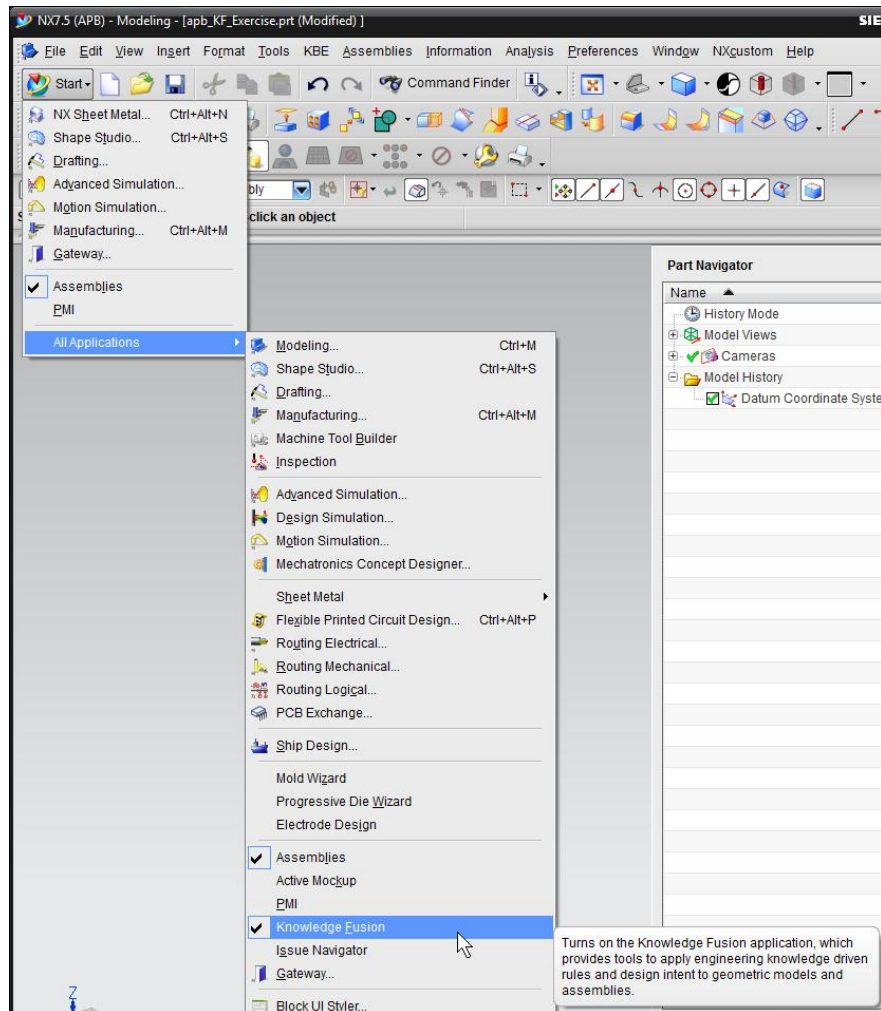 NX7.5 (APB) - Modeling - [apb_KF_Exercise.prt (Modified) ]
SIE
File Edit View Insert Format Tools KBE Assemblies Information Analysis Preferences Window NXcustom Help
Start
Command Finder
NX Sheet Metal... Ctrl+Alt+N
Shape Studio... Ctrl+Alt+S
Drafting...
Advanced Simulation...
bly
Motion Simulation...
Manufacturing... Ctrl+Alt+M
click an object
Gateway...
Assemblies
PMI
All Applications
Part Navigator
Name
History Mode
Model Views
Cameras
Model History
Datum Coordinate Syste
Modeling... Ctrl+M
Shape Studio... Ctrl+Alt+S
Drafting...
Manufacturing... Ctrl+Alt+M
Machine Tool Builder
Inspection
Advanced Simulation...
Design Simulation...
Motion Simulation...
Mechatronics Concept Designer...
Sheet Metal
Flexible Printed Circuit Design... Ctrl+Alt+P
Routing Electrical...
Routing Mechanical...
Routing Logical...
PCB Exchange...
Ship Design...
Mold Wizard
Progressive Die Wizard
Electrode Design
Assemblies
Active Mockup
PMI
Knowledge Fusion
Issue Navigator
Gateway...
Block UI Styler...
Turns on the Knowledge Fusion application, which
provides tools to apply engineering knowledge driven
rules and design intent to geometric models and
assemblies.
Z